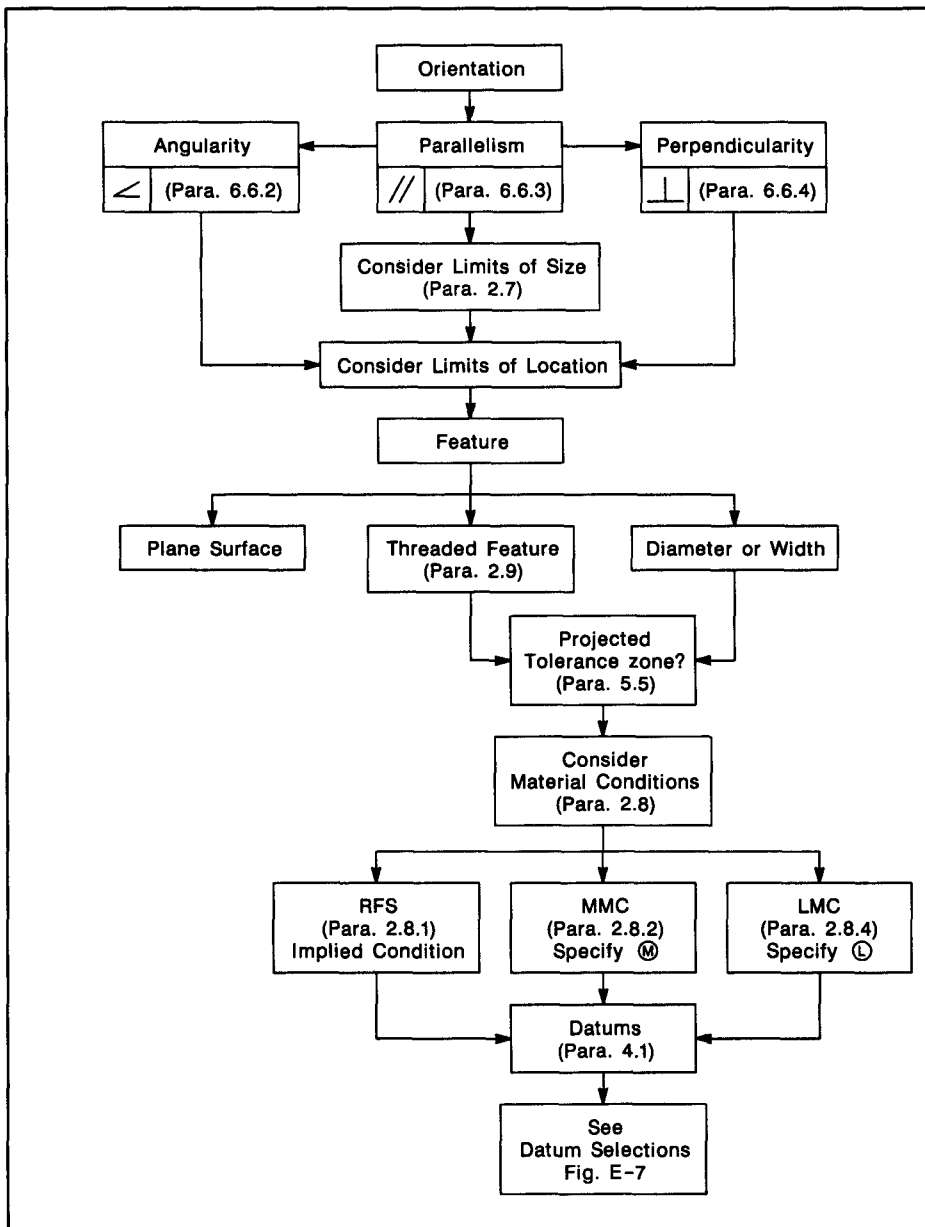 Orientation
Angularity
∠ (Para. 6.6.2)
Parallelism
// (Para. 6.6.3)
Perpendicularity
⊥ (Para. 6.6.4)
Consider Limits of Size
(Para. 2.7)
Consider Limits of Location
Feature
Plane Surface
Threaded Feature
(Para. 2.9)
Diameter or Width
Projected
Tolerance zone?
(Para. 5.5)
Consider
Material Conditions
(Para. 2.8)
RFS
(Para. 2.8.1)
Implied Condition
MMC
(Para. 2.8.2)
Specify Ⓜ
LMC
(Para. 2.8.4)
Specify Ⓛ
Datums
(Para. 4.1)
See
Datum Selections
Fig. E-7